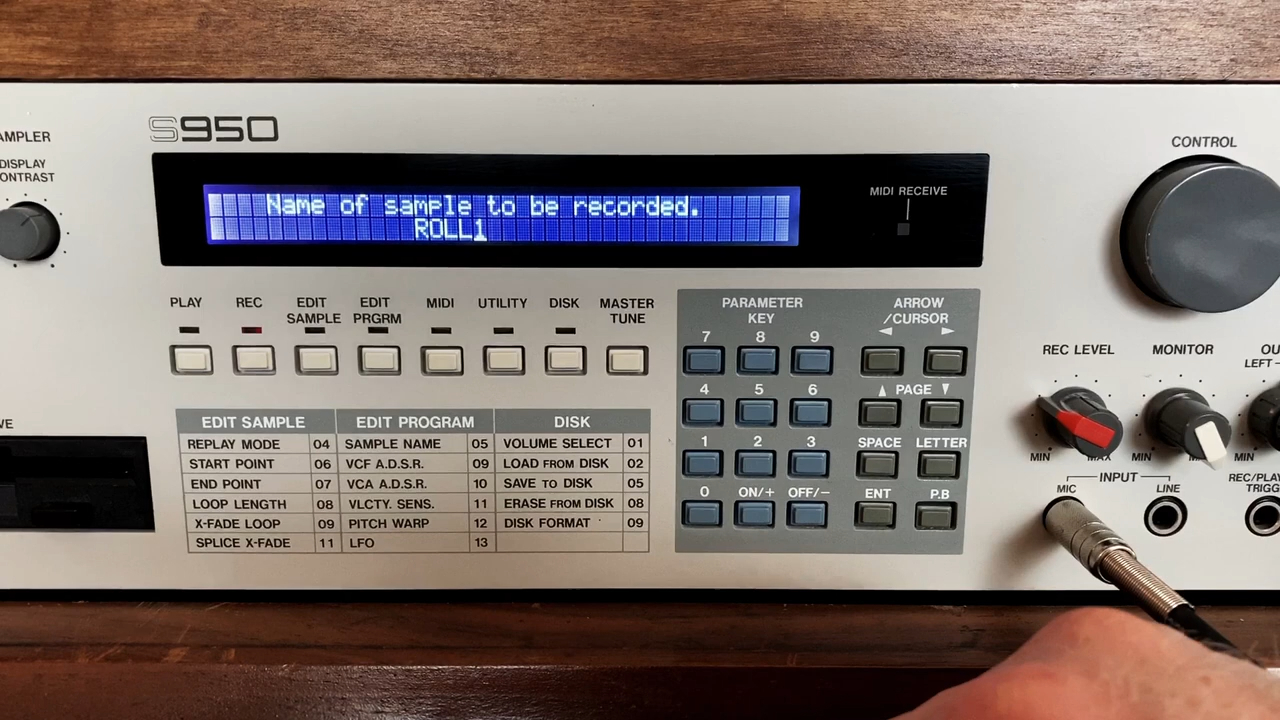 S950
AMPLER
DISPLAY
ONTRAST
Name of sample to be recorded.
ROLL1
MIDI RECEIVE
CONTROL
PLAY
REC
EDIT
SAMPLE
EDIT
PRGRM
MIDI
UTILITY
DISK
MASTER
TUNE
PARAMETER
KEY
ARROW
/CURSOR
7 8 9
4 5 6
PAGE
1 2 3
SPACE LETTER
0 ON/+ OFF/−
ENT P.B
REC LEVEL
MONITOR
OU
LEFT
MIN MAX
MIN
MIN
INPUT
MIC
LINE
REC/PLAY
TRIGG
VE
EDIT SAMPLE EDIT PROGRAM DISK
REPLAY MODE 04 SAMPLE NAME 05 VOLUME SELECT 01
START POINT 06 VCF A.D.S.R. 09 LOAD FROM DISK 02
END POINT 07 VCA A.D.S.R. 10 SAVE TO DISK 05
LOOP LENGTH 08 VLCTY. SENS. 11 ERASE FROM DISK 08
X-FADE LOOP 09 PITCH WARP 12 DISK FORMAT 09
SPLICE X-FADE 11 LFO 13